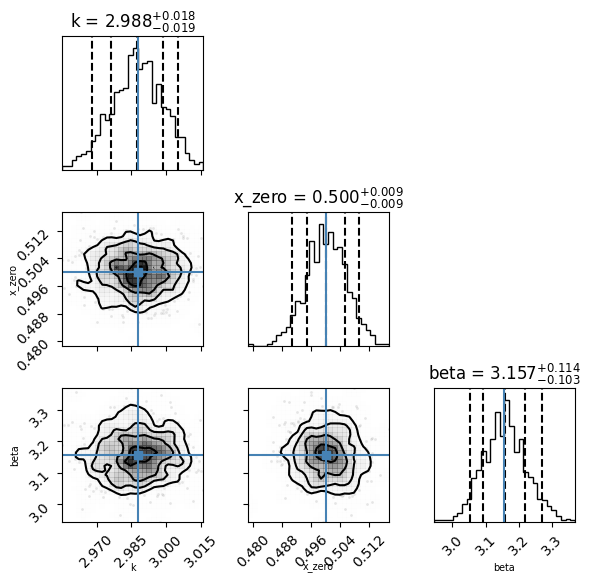 k = 2.988+0.018−0.019
x_zero = 0.500+0.009−0.009
x_zero
0.512
0.504
0.496
0.488
0.480
beta = 3.157+0.114−0.103
beta
3.3
3.2
3.1
3.0
2.970 2.985 3.000 3.015
k
0.480 0.488 0.496 0.504 0.512
x_zero
3.0 3.1 3.2 3.3
beta